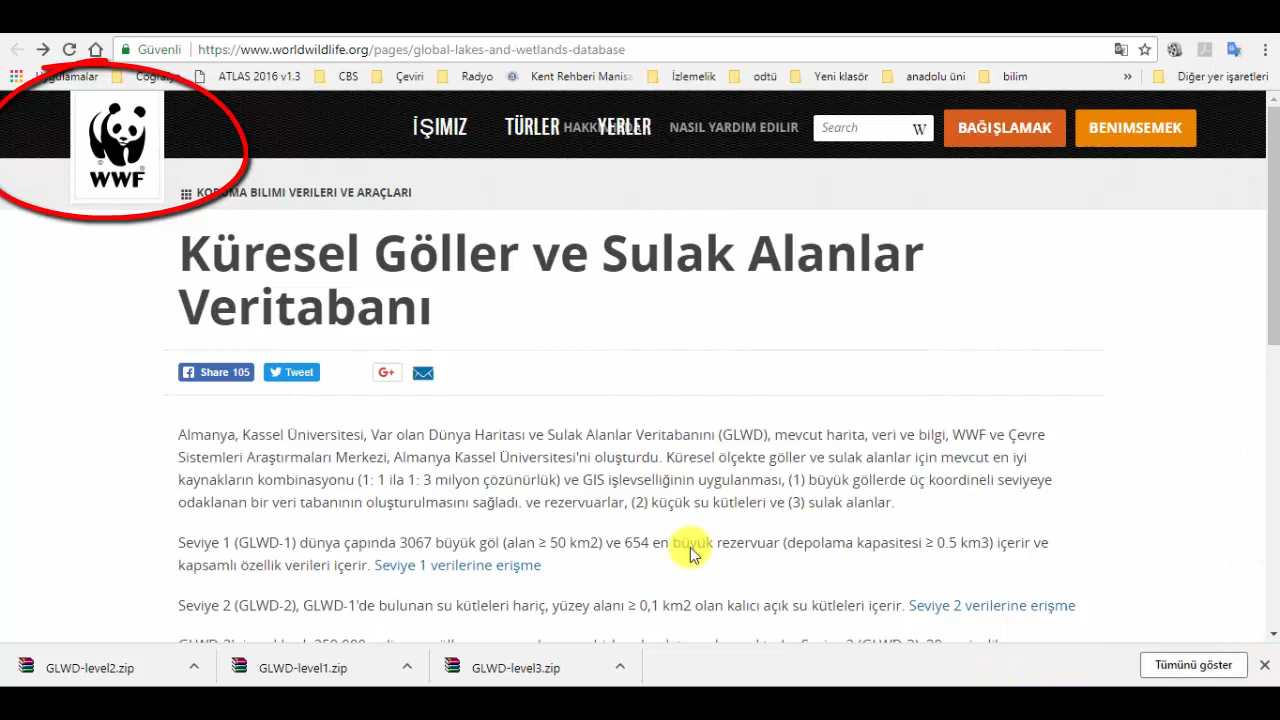 Güvenli https://www.worldwildlife.org/pages/global-lakes-and-wetlands-database
Uygulamalar Coğrafya ATLAS 2016 v1.3 CBS Çeviri Radyo Kent Rehberi Manisa İzlemelik odtü Yeni klasör anadolu üni bilim » Diğer yer işaretleri
İŞIMIZ TÜRLER YERLER NASIL YARDIM EDILIR Search W BAĞIŞLAMAK BENIMSEMEK
WWF
KORUMA BILIMI VERILERI VE ARAÇLARI
Küresel Göller ve Sulak Alanlar
Veritabanı
Share 105 Tweet G+
Almanya, Kassel Üniversitesi, Var olan Dünya Haritası ve Sulak Alanlar Veritabanını (GLWD), mevcut harita, veri ve bilgi, WWF ve Çevre
Sistemleri Araştırmaları Merkezi, Almanya Kassel Üniversitesi'ni oluşturdu. Küresel ölçekte göller ve sulak alanlar için mevcut en iyi
kaynakların kombinasyonu (1: 1 ila 1: 3 milyon çözünürlük) ve GIS işlevselliğinin uygulanması, (1) büyük göllerde üç koordineli seviyeye
odaklanan bir veri tabanının oluşturulmasını sağladı. ve rezervuarlar, (2) küçük su kütleleri ve (3) sulak alanlar.
Seviye 1 (GLWD-1) dünya çapında 3067 büyük göl (alan ≥ 50 km2) ve 654 en büyük rezervuar (depolama kapasitesi ≥ 0.5 km3) içerir ve
kapsamlı özellik verileri içerir. Seviye 1 verilerine erişme
Seviye 2 (GLWD-2), GLWD-1'de bulunan su kütleleri hariç, yüzey alanı ≥ 0,1 km2 olan kalıcı açık su kütleleri içerir. Seviye 2 verilerine erişme
GLWD-level2.zip GLWD-level1.zip GLWD-level3.zip Tümünü göster